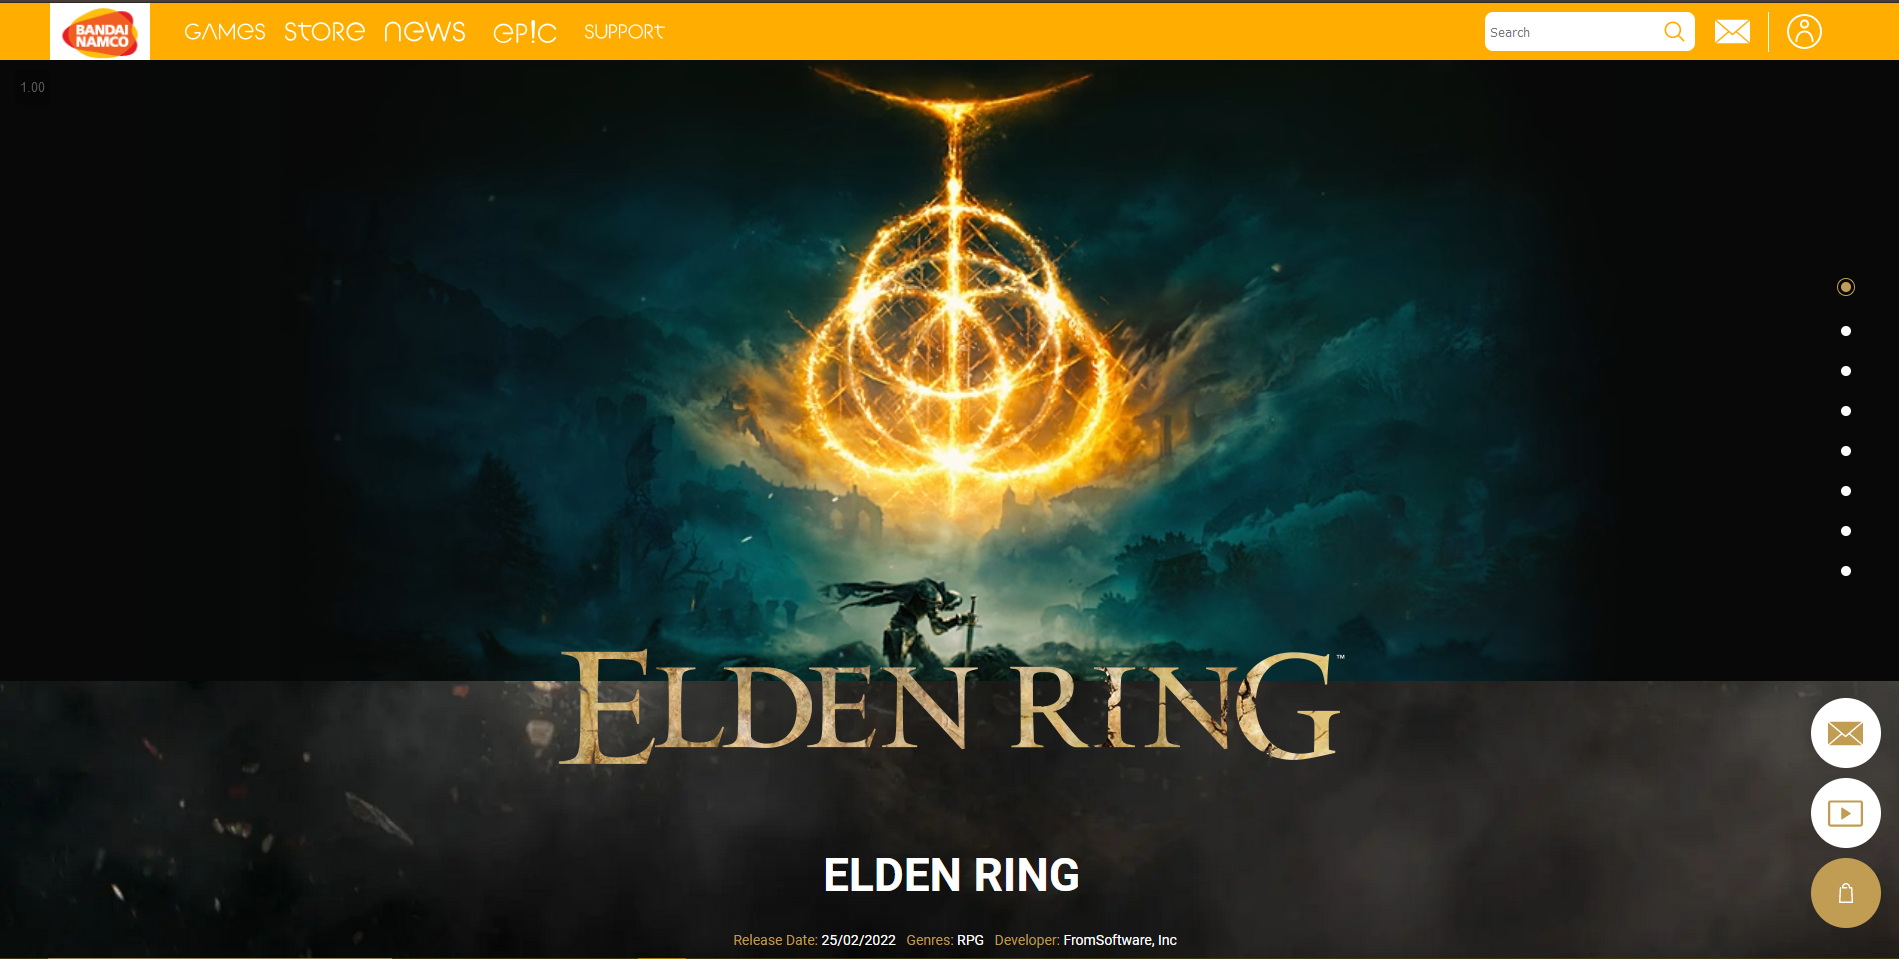 BANDAI
NAMCO
GAMES STORE NEWS EP!C SUPPORT
Search
1.00
ELDEN RING™
ELDEN RING
Release Date: 25/02/2022 Genres: RPG Developer: FromSoftware, Inc